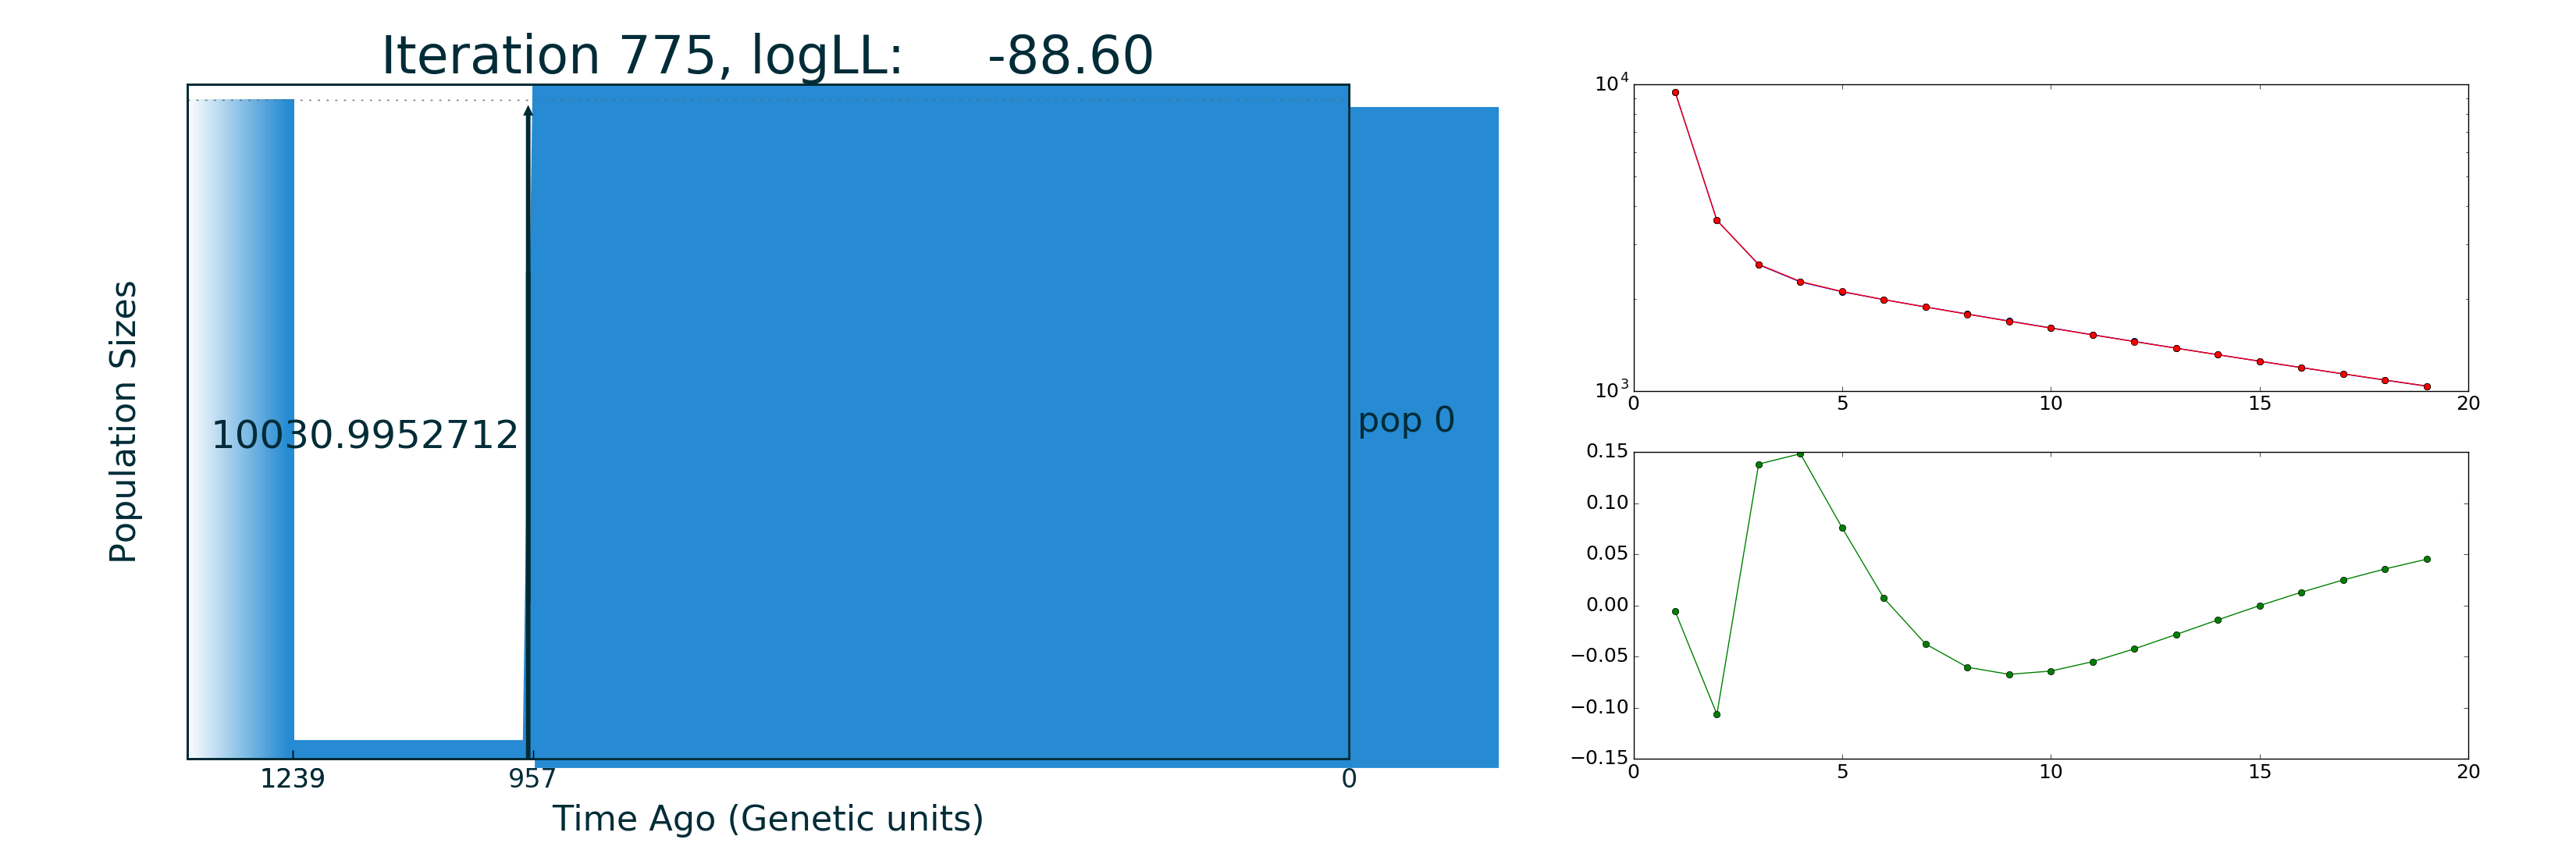 Iteration 775, logLL: -88.60
Population Sizes
10030.9952712
pop 0
1239 957 0
Time Ago (Genetic units)
10^4
10^3
0 5 10 15 20
0.15
0.10
0.05
0.00
−0.05
−0.10
−0.15
0 5 10 15 20